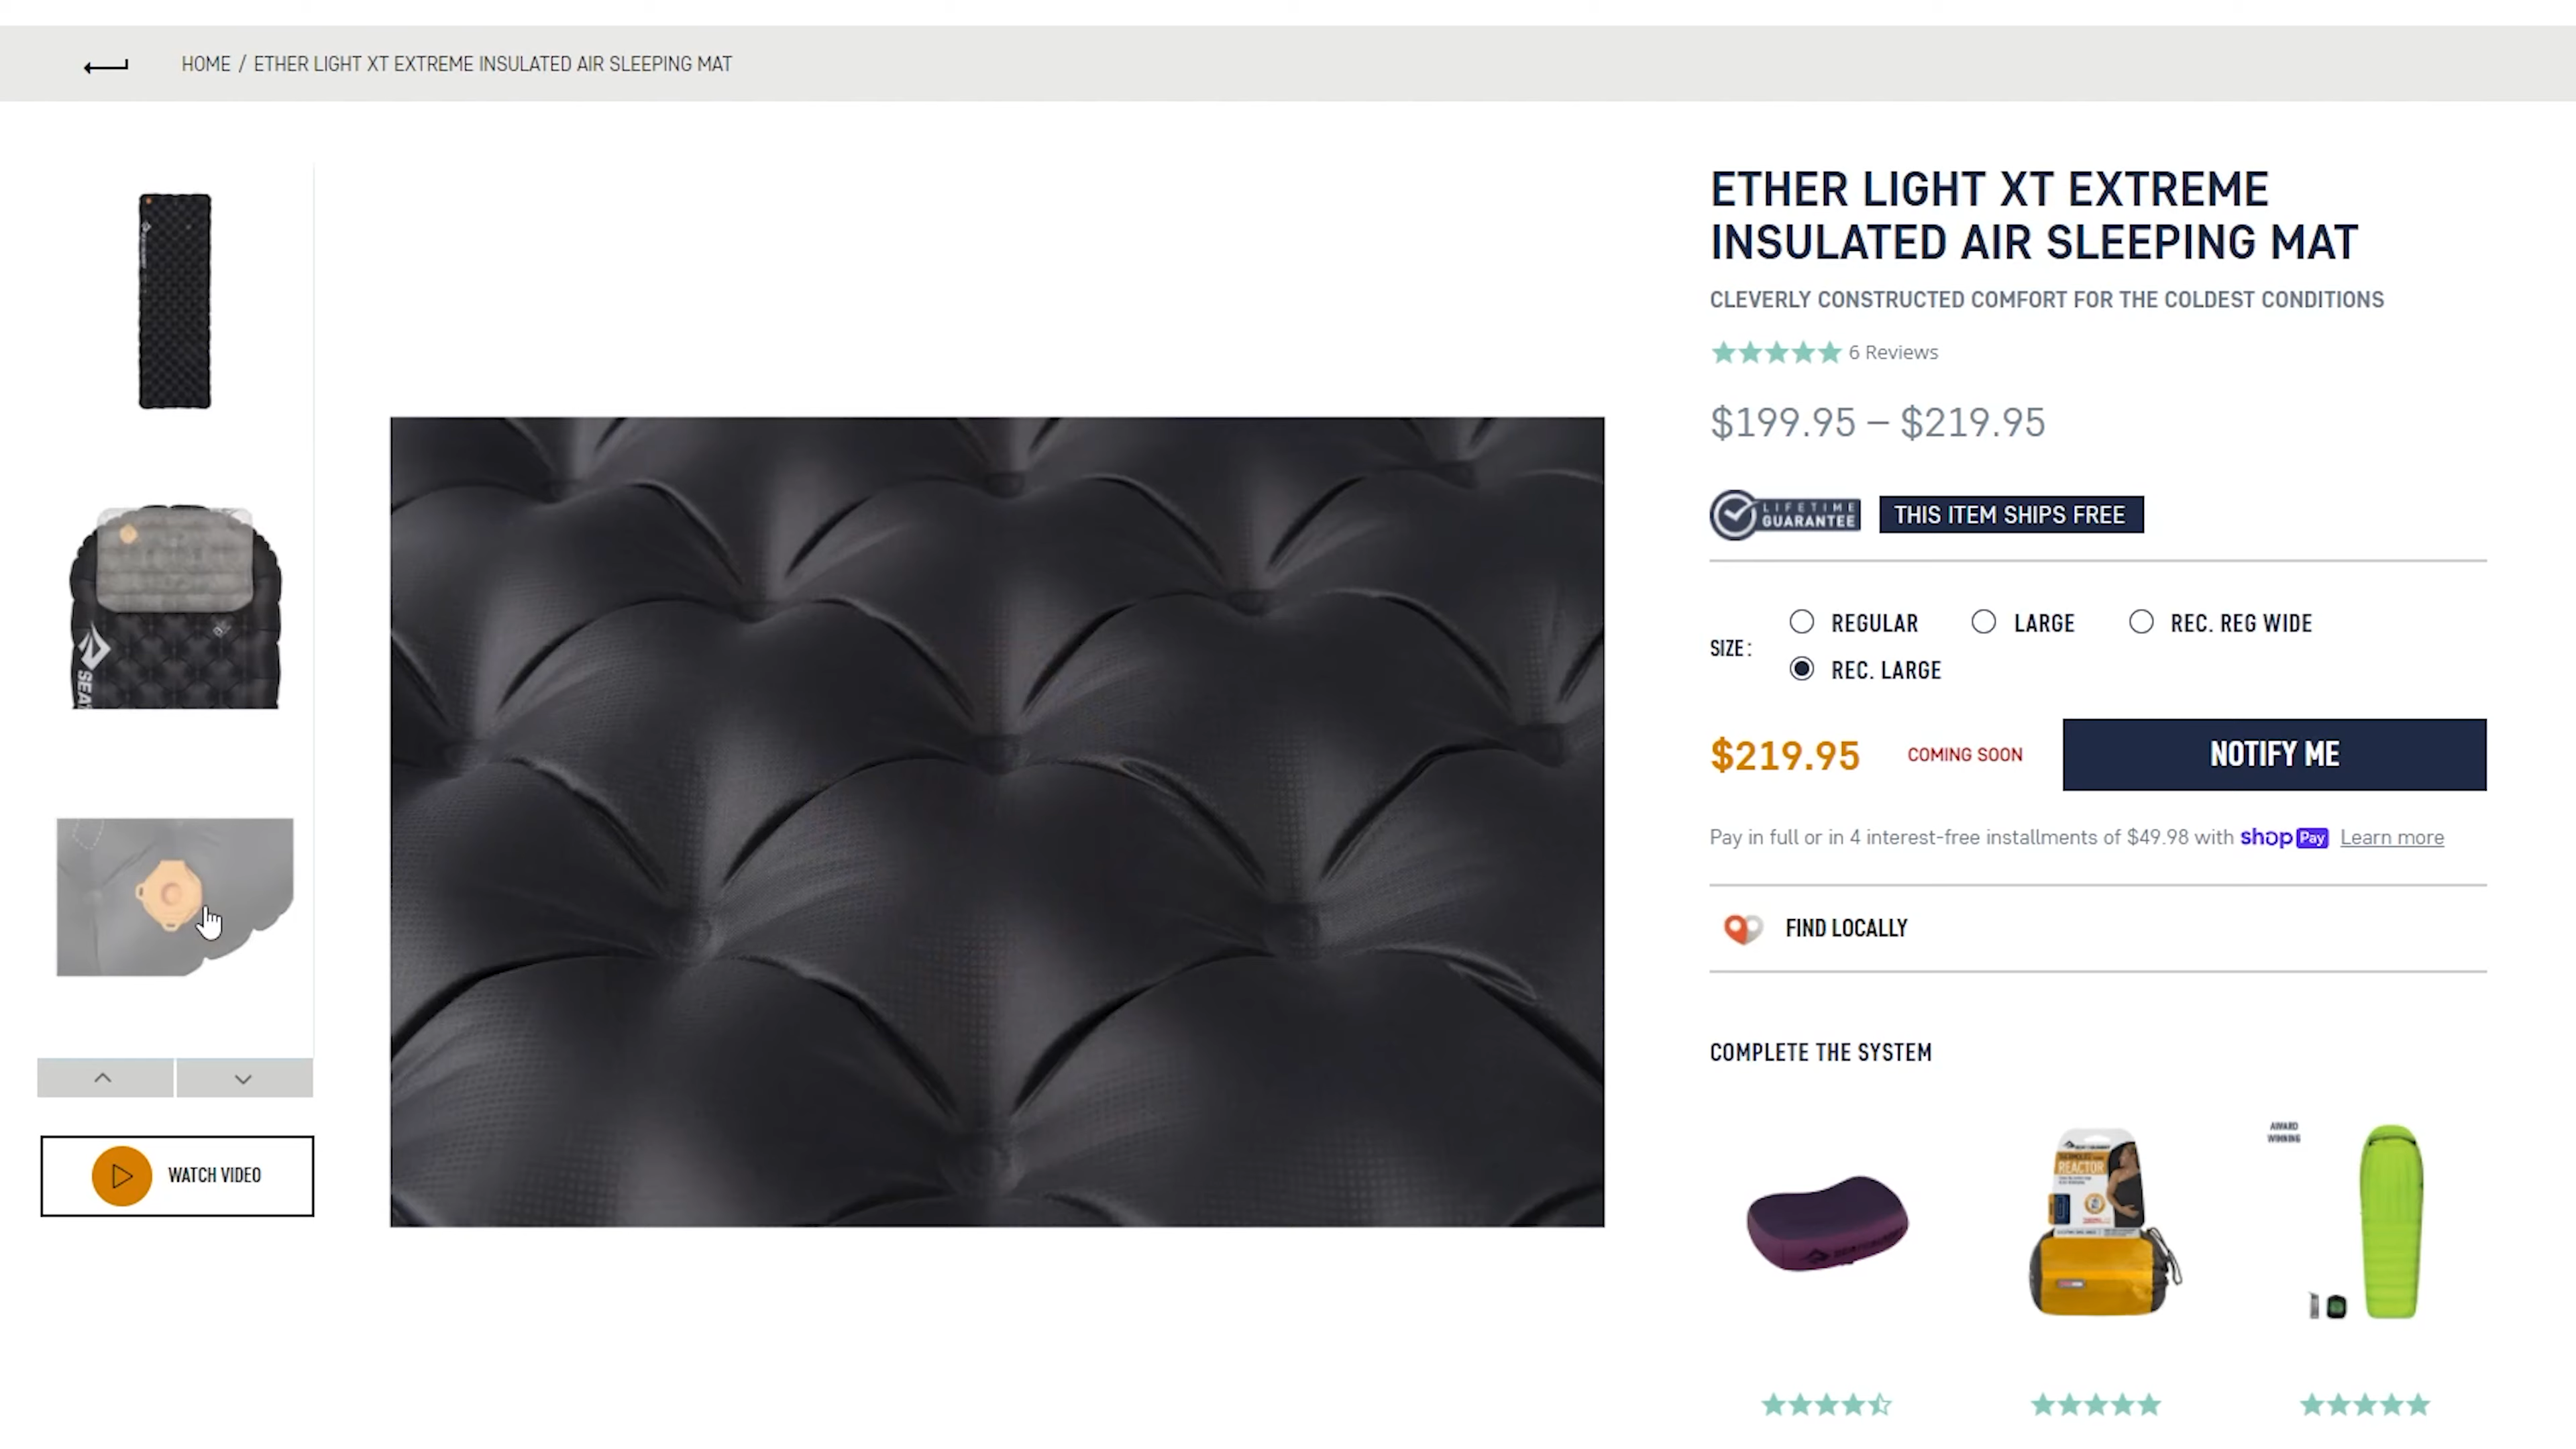 HOME / ETHER LIGHT XT EXTREME INSULATED AIR SLEEPING MAT
ETHER LIGHT XT EXTREME
INSULATED AIR SLEEPING MAT
CLEVERLY CONSTRUCTED COMFORT FOR THE COLDEST CONDITIONS
6 Reviews
$199.95 – $219.95
LIFETIME
GUARANTEE
THIS ITEM SHIPS FREE
SIZE:
REGULAR
LARGE
REC. REG WIDE
REC. LARGE
$219.95
COMING SOON
NOTIFY ME
Pay in full or in 4 interest-free installments of $49.98 with shop Pay Learn more
FIND LOCALLY
COMPLETE THE SYSTEM
SEA
WATCH VIDEO
REACTOR
AWARD
WINNING